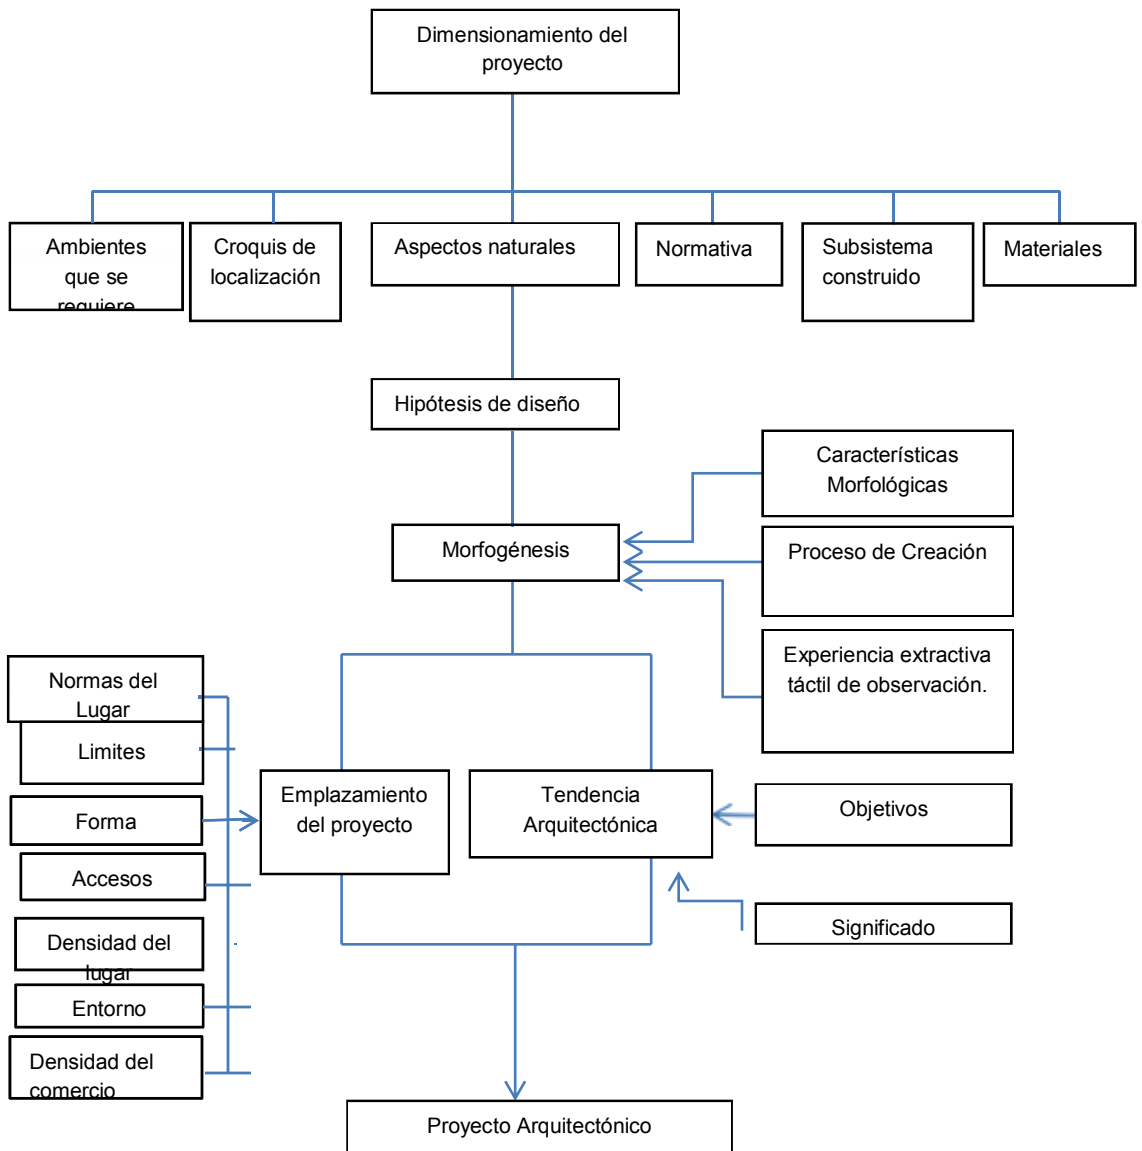 Dimensionamiento del
proyecto
Ambientes
que se
requiere
Croquis de
localización
Aspectos naturales
Normativa
Subsistema
construido
Materiales
Hipótesis de diseño
Características
Morfológicas
Morfogénesis
Proceso de Creación
Experiencia extractiva
táctil de observación.
Normas del
Lugar
Limites
Forma
Accesos
Densidad del
lugar
Entorno
Densidad del
comercio
Emplazamiento
del proyecto
Tendencia
Arquitectónica
Objetivos
Significado
Proyecto Arquitectónico